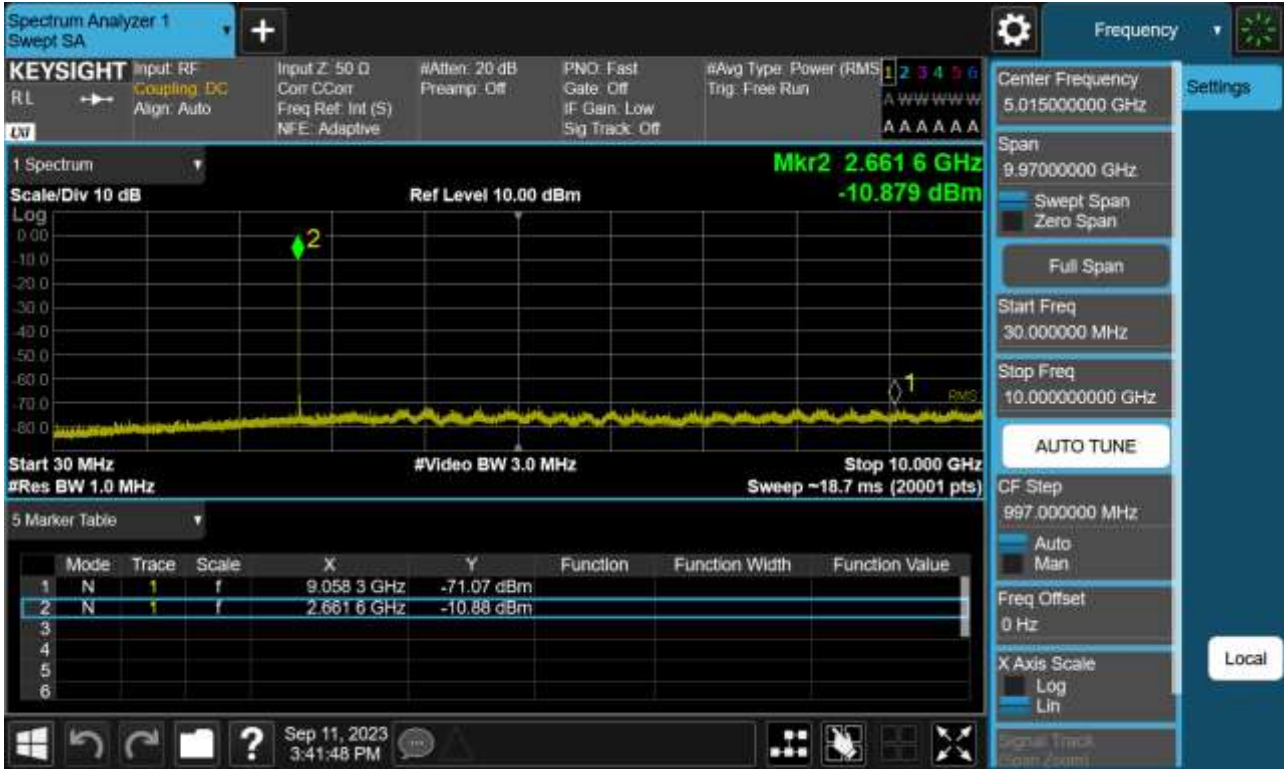 Spectrum Analyzer 1
Swept SA
+
Frequency
KEYSIGHT
RL
LXI
Input: RF
Coupling: DC
Align: Auto
Input Z: 50 Ω
Corr CCorr
Freq Ref: Int (S)
NFE: Adaptive
#Atten: 20 dB
Preamp: Off
PNO: Fast
Gate: Off
IF Gain: Low
Sig Track: Off
#Avg Type: Power (RMS
Trig: Free Run
1 2 3 4 5 6
A W W W W W
A A A A A A
1 Spectrum
Scale/Div 10 dB
Ref Level 10.00 dBm
Mkr2 2.661 6 GHz
-10.879 dBm
Log
0.00
-10.0
-20.0
-30.0
-40.0
-50.0
-60.0
-70.0
-80.0
2
1
RMS
Start 30 MHz
#Video BW 3.0 MHz
Stop 10.000 GHz
#Res BW 1.0 MHz
Sweep ~18.7 ms (20001 pts)
5 Marker Table
Mode Trace Scale X Y Function Function Width Function Value
1 N 1 f 9.058 3 GHz -71.07 dBm
2 N 1 f 2.661 6 GHz -10.88 dBm
3
4
5
6
Sep 11, 2023
3:41:48 PM
Center Frequency
5.015000000 GHz
Span
9.97000000 GHz
Swept Span
Zero Span
Full Span
Start Freq
30.000000 MHz
Stop Freq
10.000000000 GHz
AUTO TUNE
CF Step
997.000000 MHz
Auto
Man
Freq Offset
0 Hz
X Axis Scale
Log
Lin
Signal Track
(Span Zoom)
Settings
Local